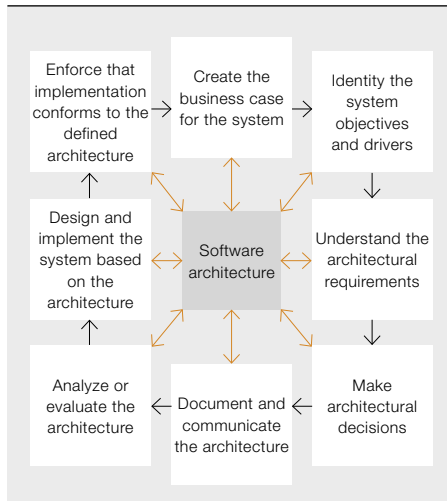 Enforce that
implementation
conforms to the
defined
architecture
Create the
business case
for the system
Identity the
system
objectives
and drivers
Design and
implement the
system based
on the
architecture
Software
architecture
Understand the
architectural
requirements
Analyze or
evaluate the
architecture
Document and
communicate
the architecture
Make
architectural
decisions